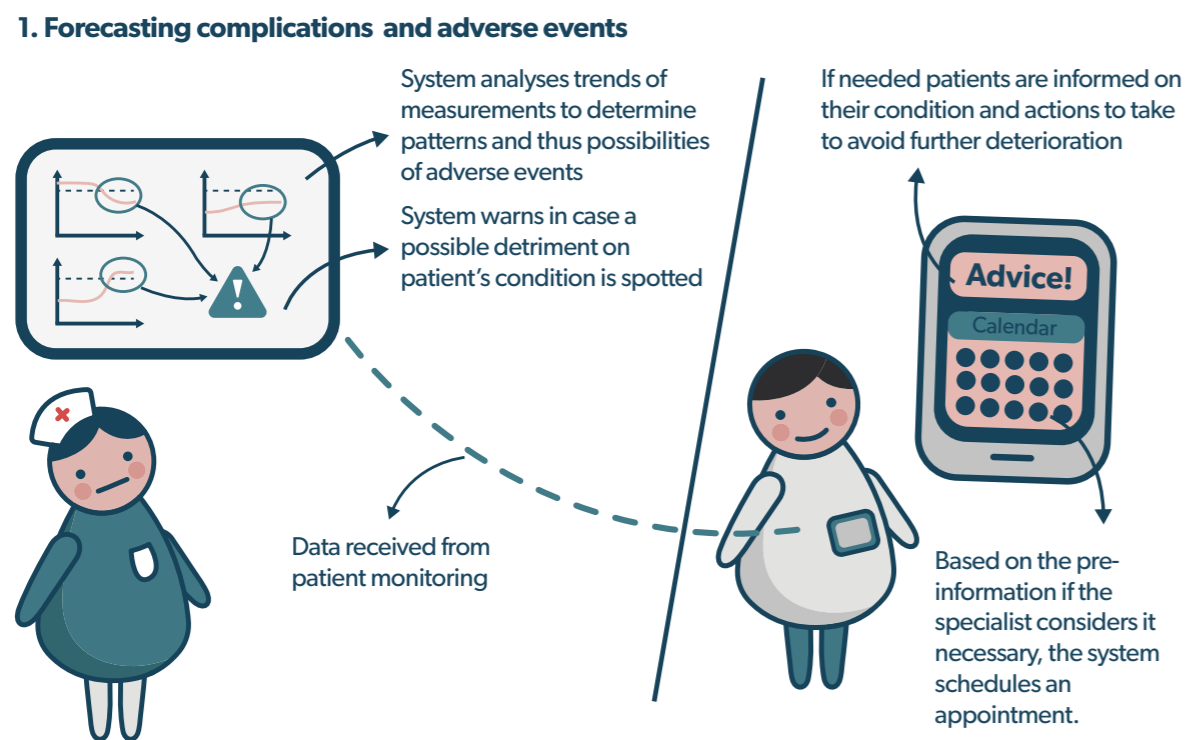 1. Forecasting complications and adverse events
System analyses trends of
measurements to determine
patterns and thus possibilities
of adverse events
System warns in case a
possible detriment on
patient's condition is spotted
!
Data received from
patient monitoring
If needed patients are informed on
their condition and actions to take
to avoid further deterioration
Advice!
Calendar
Based on the pre-
information if the
specialist considers it
necessary, the system
schedules an
appointment.